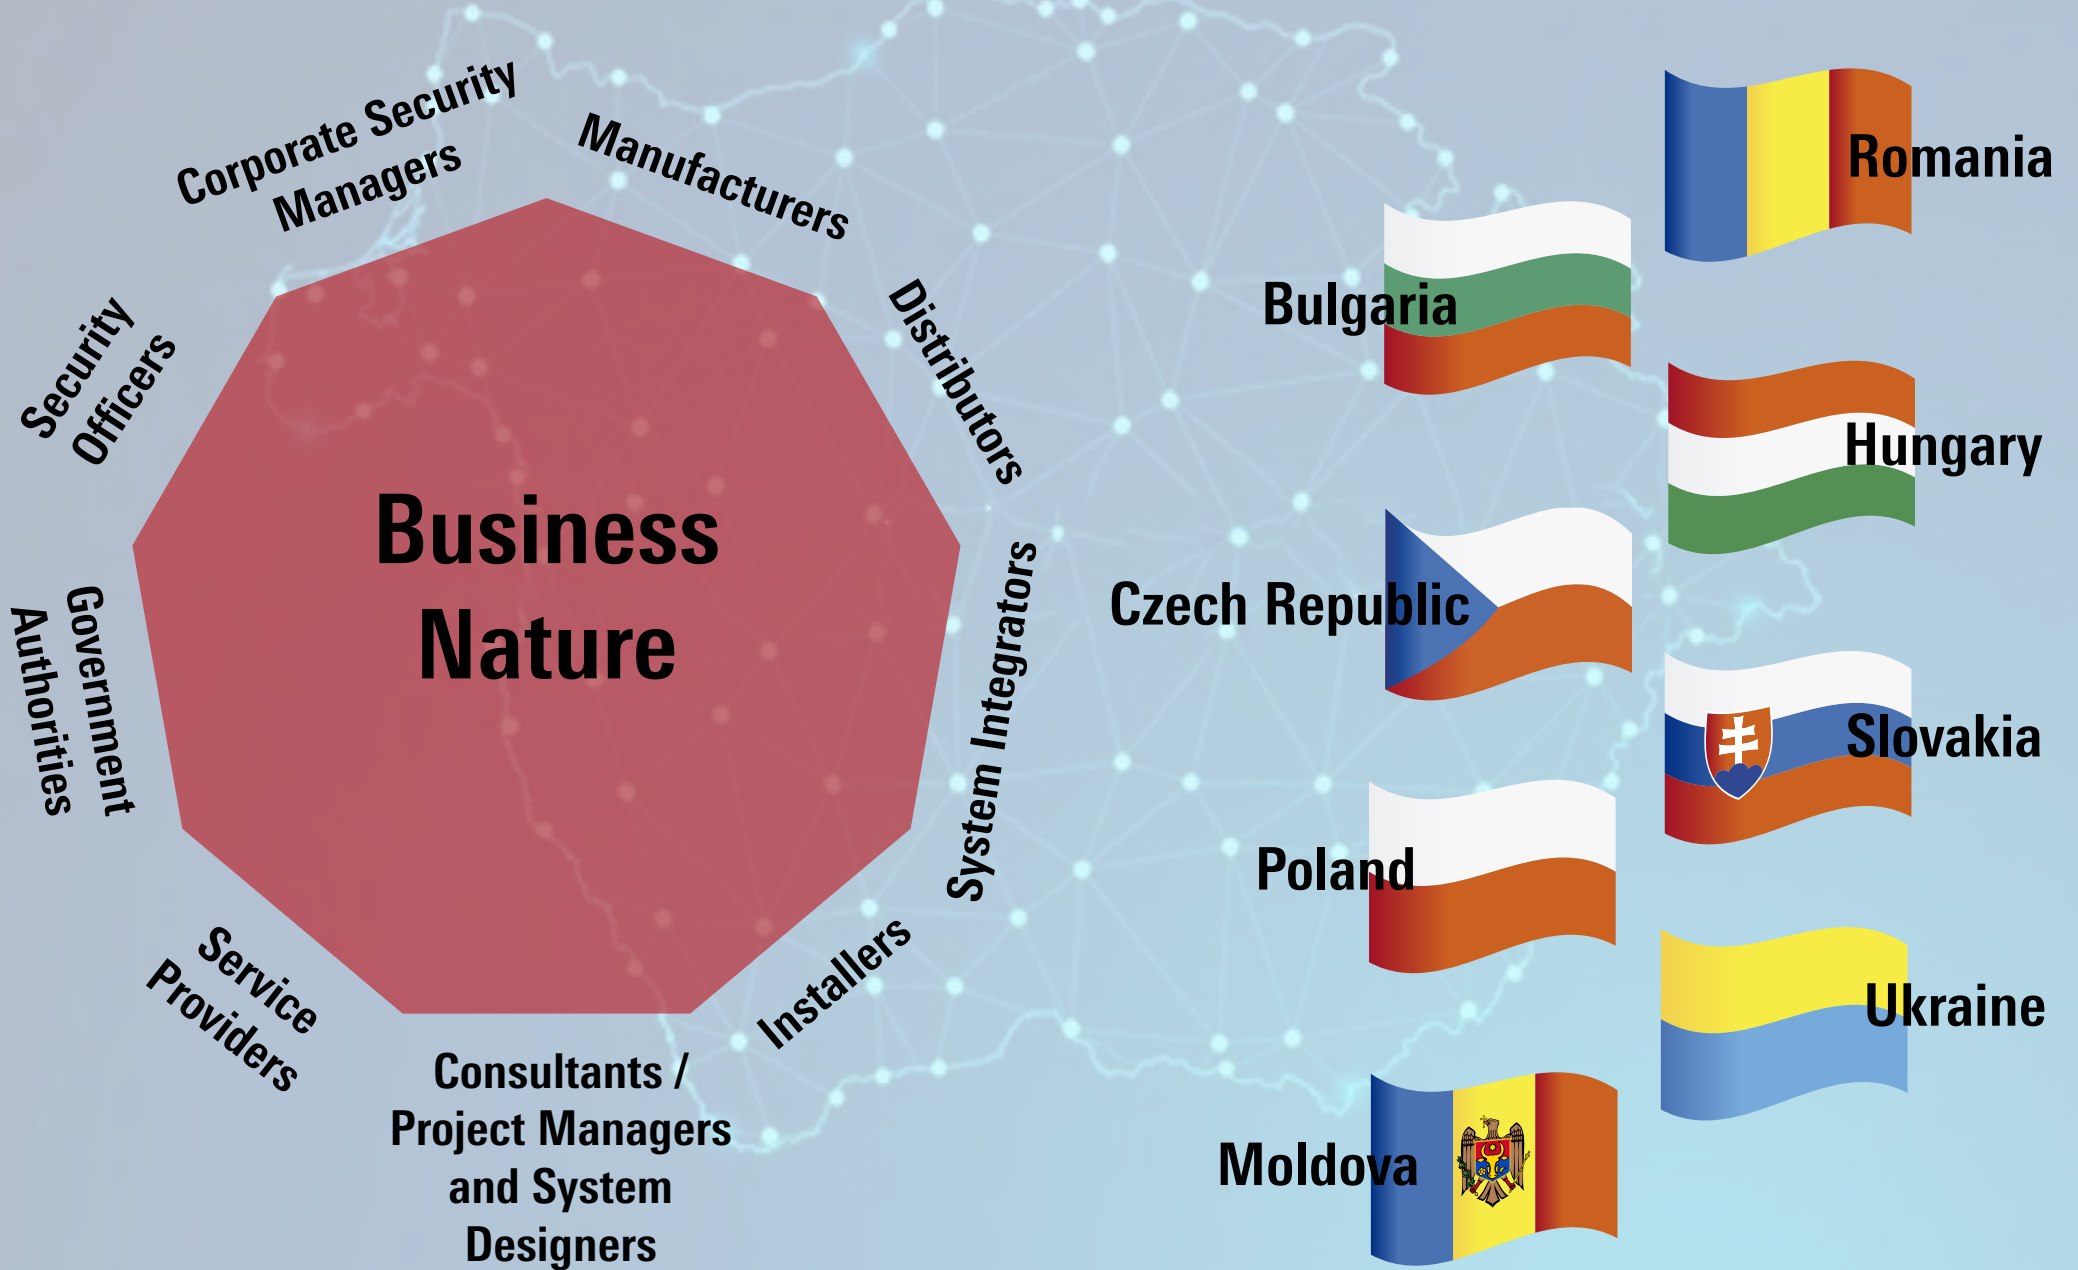 Corporate Security
Managers
Manufacturers
Distributors
System Integrators
Installers
Consultants /
Project Managers
and System
Designers
Service
Providers
Government
Authorities
Security
Officers
Business
Nature
Romania
Bulgaria
Hungary
Czech Republic
Slovakia
Poland
Ukraine
Moldova